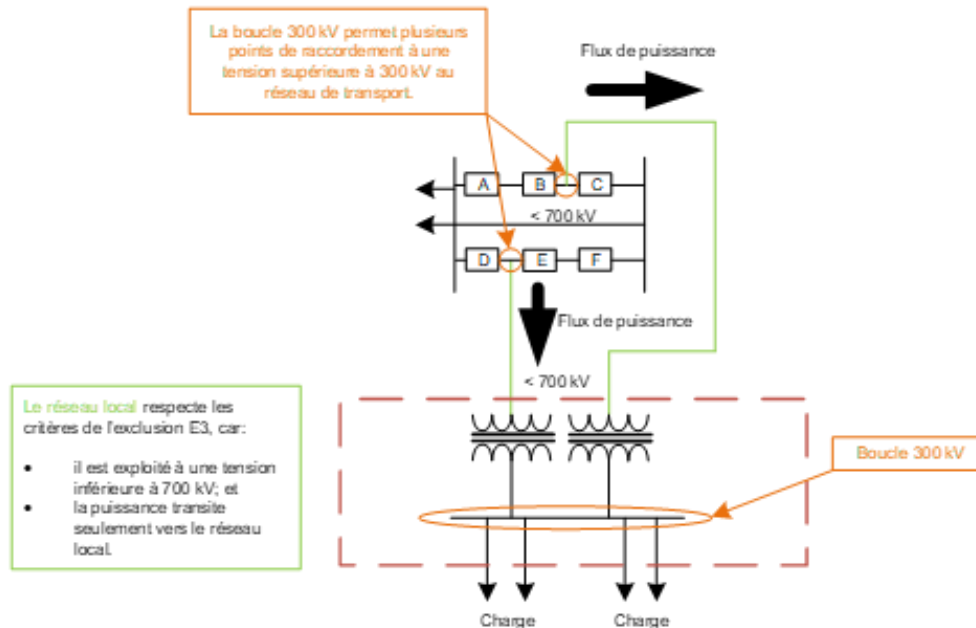 La boucle 300 kV permet plusieurs
points de raccordement à une
tension supérieure à 300 kV au
réseau de transport.
Flux de puissance
A
B
C
< 700 kV
D
E
F
Flux de puissance
< 700 kV
Le réseau local respecte les
critères de l'exclusion E3, car:
• il est exploité à une tension
inférieure à 700 kV; et
• la puissance transite
seulement vers le réseau
local.
Boucle 300 kV
Charge
Charge